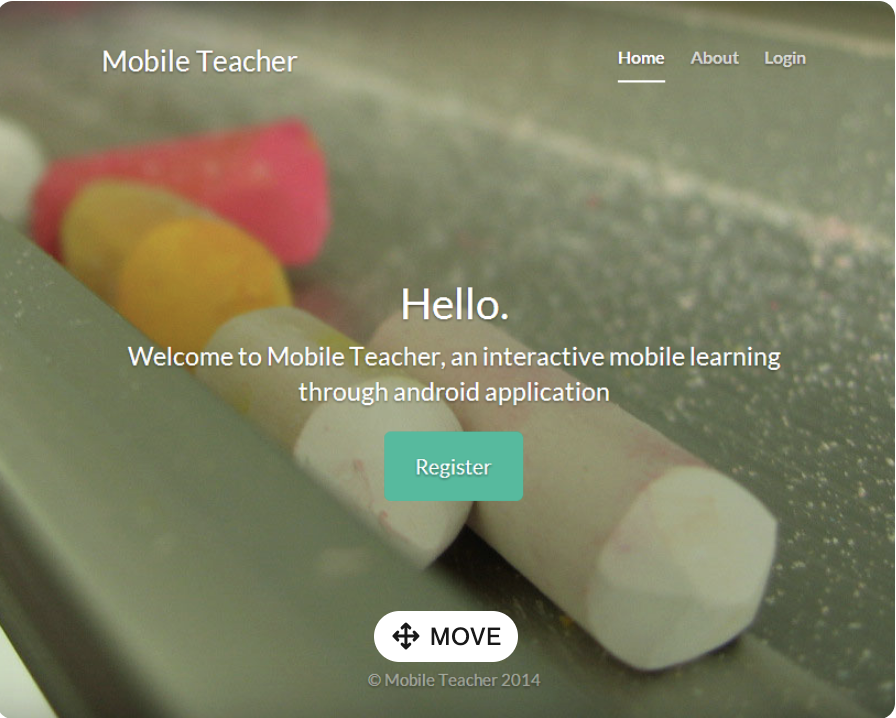 Mobile Teacher
Home About Login
Hello.
Welcome to Mobile Teacher, an interactive mobile learning
through android application
Register
MOVE
© Mobile Teacher 2014